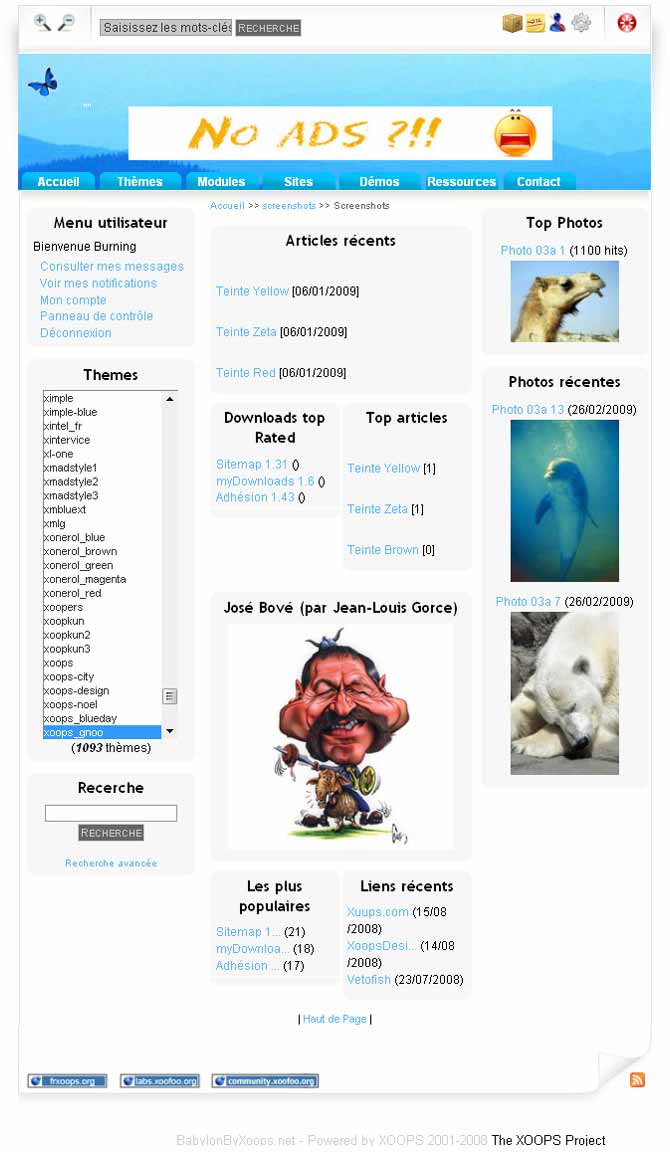 Saisissez les mots-clés RECHERCHE
NO ADS ?!!
Accueil Thèmes Modules Sites Démos Ressources Contact
Accueil >> screenshots >> Screenshots
Menu utilisateur
Bienvenue Burning
Consulter mes messages
Voir mes notifications
Mon compte
Panneau de contrôle
Déconnexion
Themes
ximple
ximple-blue
xintel_fr
xintervice
xl-one
xmadstyle1
xmadstyle2
xmadstyle3
xmbluext
xmlg
xonerol_blue
xonerol_brown
xonerol_green
xonerol_magenta
xonerol_red
xoopers
xoopkun
xoopkun2
xoopkun3
xoops
xoops-city
xoops-design
xoops-noel
xoops_blueday
xoops_gnoo
(1093 thèmes)
Recerche
RECHERCHE
Recherche avancée
Articles récents
Teinte Yellow [06/01/2009]
Teinte Zeta [06/01/2009]
Teinte Red [06/01/2009]
Downloads top
Rated
Sitemap 1.31 ()
myDownloads 1.6 ()
Adhésion 1.43 ()
Top articles
Teinte Yellow [1]
Teinte Zeta [1]
Teinte Brown [0]
José Bové (par Jean-Louis Gorce)
Les plus
populaires
Sitemap 1... (21)
myDownloa... (18)
Adhésion ... (17)
Liens récents
Xuups.com (15/08
/2008)
XoopsDesi... (14/08
/2008)
Vetofish (23/07/2008)
| Haut de Page |
Top Photos
Photo 03a 1 (1100 hits)
Photos récentes
Photo 03a 13 (26/02/2009)
Photo 03a 7 (26/02/2009)
frxoops.org labs.xoofoo.org community.xoofoo.org
BabylonByXoops.net - Powered by XOOPS 2001-2008 The XOOPS Project